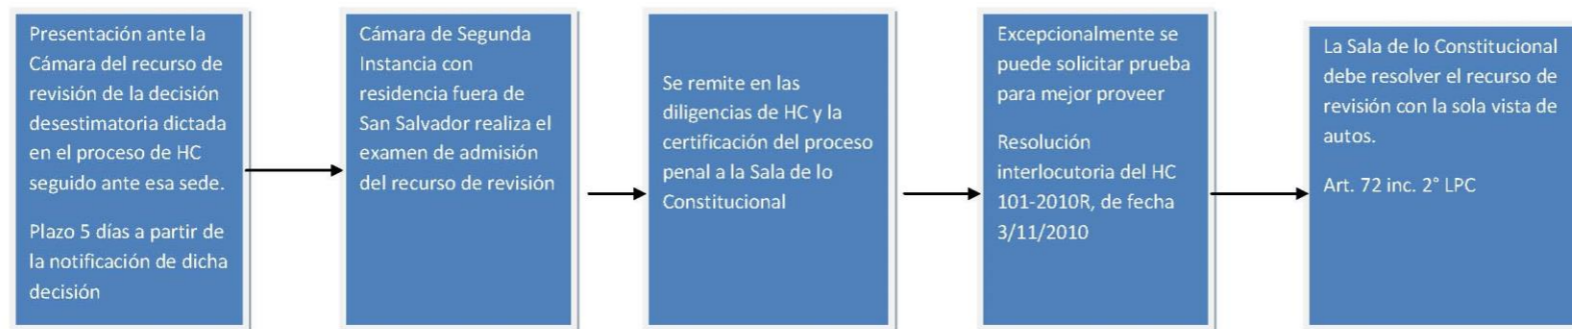 Presentación ante la
Cámara del recurso de
revisión de la decisión
desestimatoria dictada
en el proceso de HC
seguido ante esa sede.
Plazo 5 días a partir de
la notificación de dicha
decisión
Cámara de Segunda
Instancia con
residencia fuera de
San Salvador realiza el
examen de admisión
del recurso de revisión
Se remite en las
diligencias de HC y la
certificación del proceso
penal a la Sala de lo
Constitucional
Excepcionalmente se
puede solicitar prueba
para mejor proveer
Resolución
interlocutoria del HC
101-2010R, de fecha
3/11/2010
La Sala de lo Constitucional
debe resolver el recurso de
revisión con la sola vista de
autos.
Art. 72 inc. 2° LPC